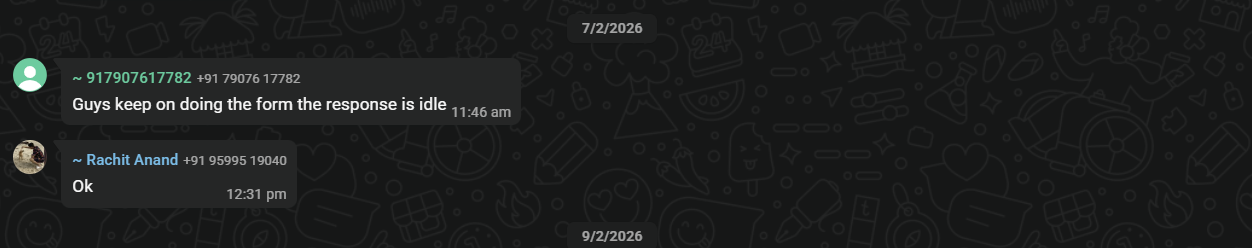 7/2/2026
~ 917907617782 +91 79076 17782
Guys keep on doing the form the response is idle 11:46 am
~ Rachit Anand +91 95995 19040
Ok
12:31 pm
9/2/2026